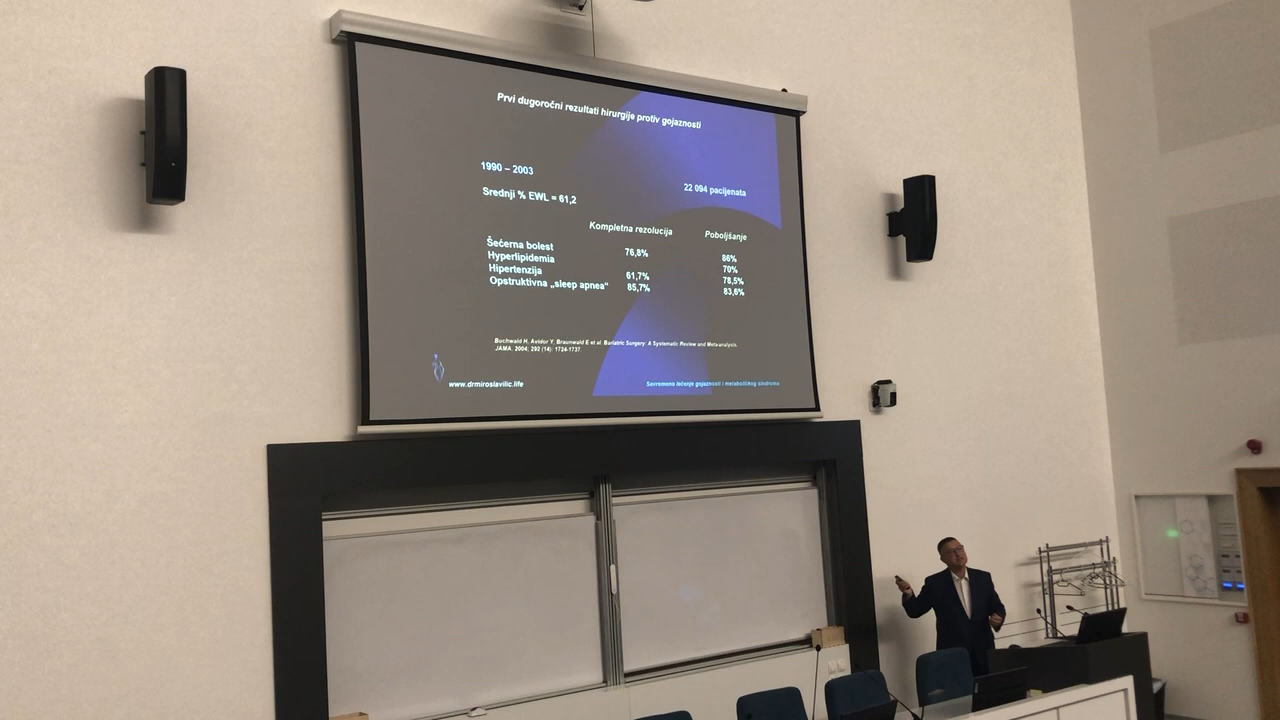 Prvi dugoročni rezultati hirurgije protiv gojaznosti
1990 – 2003
22 094 pacijenata
Srednji % EWL = 61,2
Kompletna rezolucija Poboljšanje
Šećerna bolest 76,8% 86%
Hyperlipidemia 70%
Hipertenzija 61,7% 78,5%
Opstruktivna „sleep apnea“ 85,7% 83,6%
Buchwald H, Avidor Y, Braunwald E et al. Bariatric Surgery: A Systematic Review and Meta-analysis.
JAMA. 2004; 292 (14): 1724-1737.
www.drmiroslavilic.life
Savremeno lečenje gojaznosti i metaboličkog sindroma